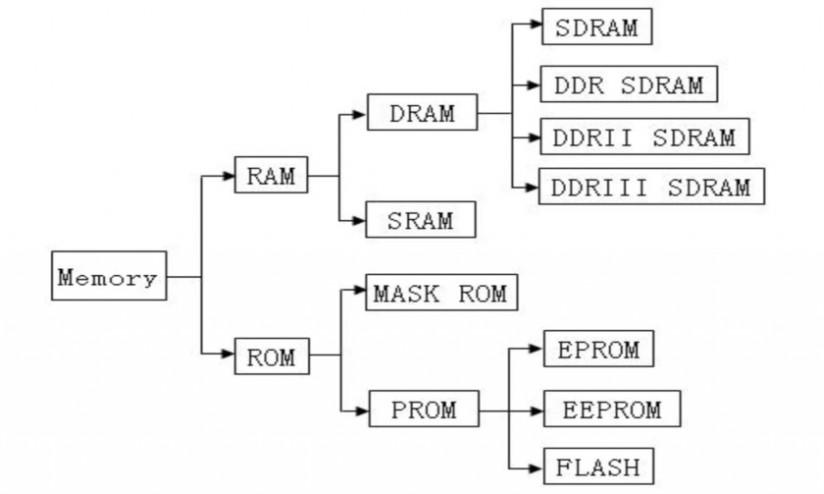 SDRAM
DDR SDRAM
DRAM
DDRII SDRAM
DDRIII SDRAM
RAM
SRAM
Memory
MASK ROM
ROM
EPROM
PROM
EEPROM
FLASH